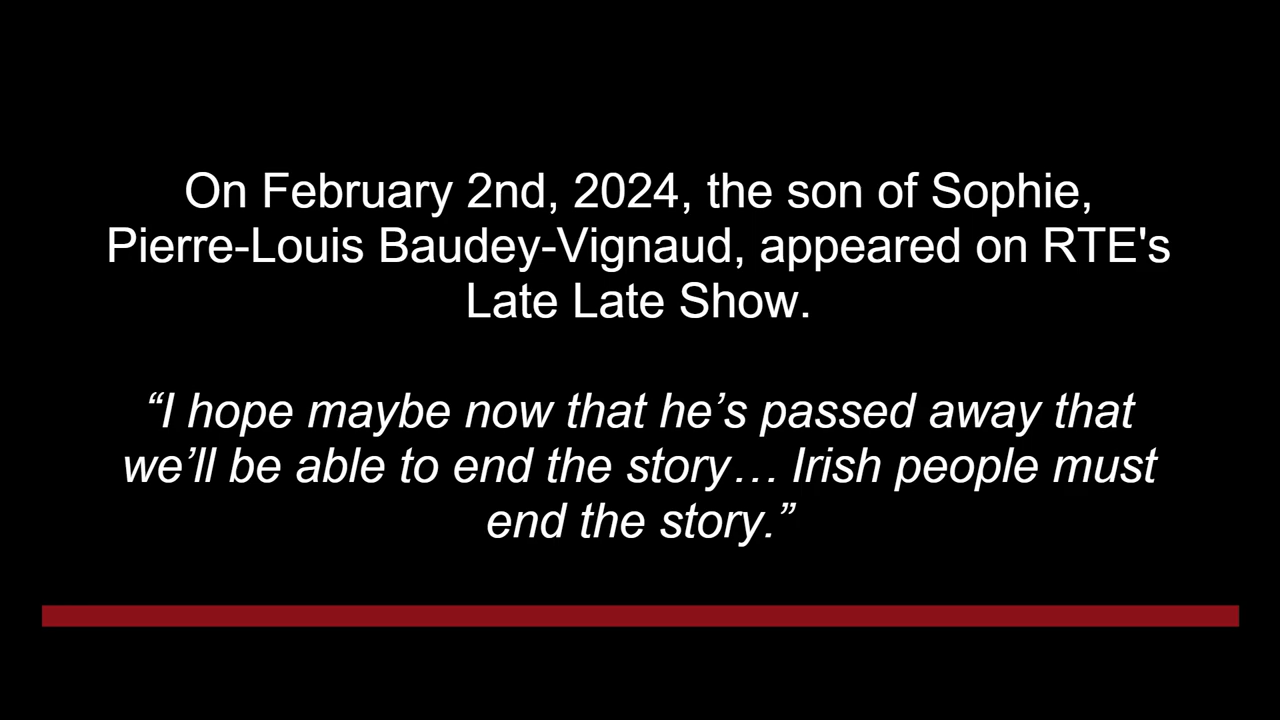 On February 2nd, 2024, the son of Sophie,
Pierre-Louis Baudey-Vignaud, appeared on RTE's
Late Late Show.
“I hope maybe now that he’s passed away that
we’ll be able to end the story… Irish people must
end the story.”